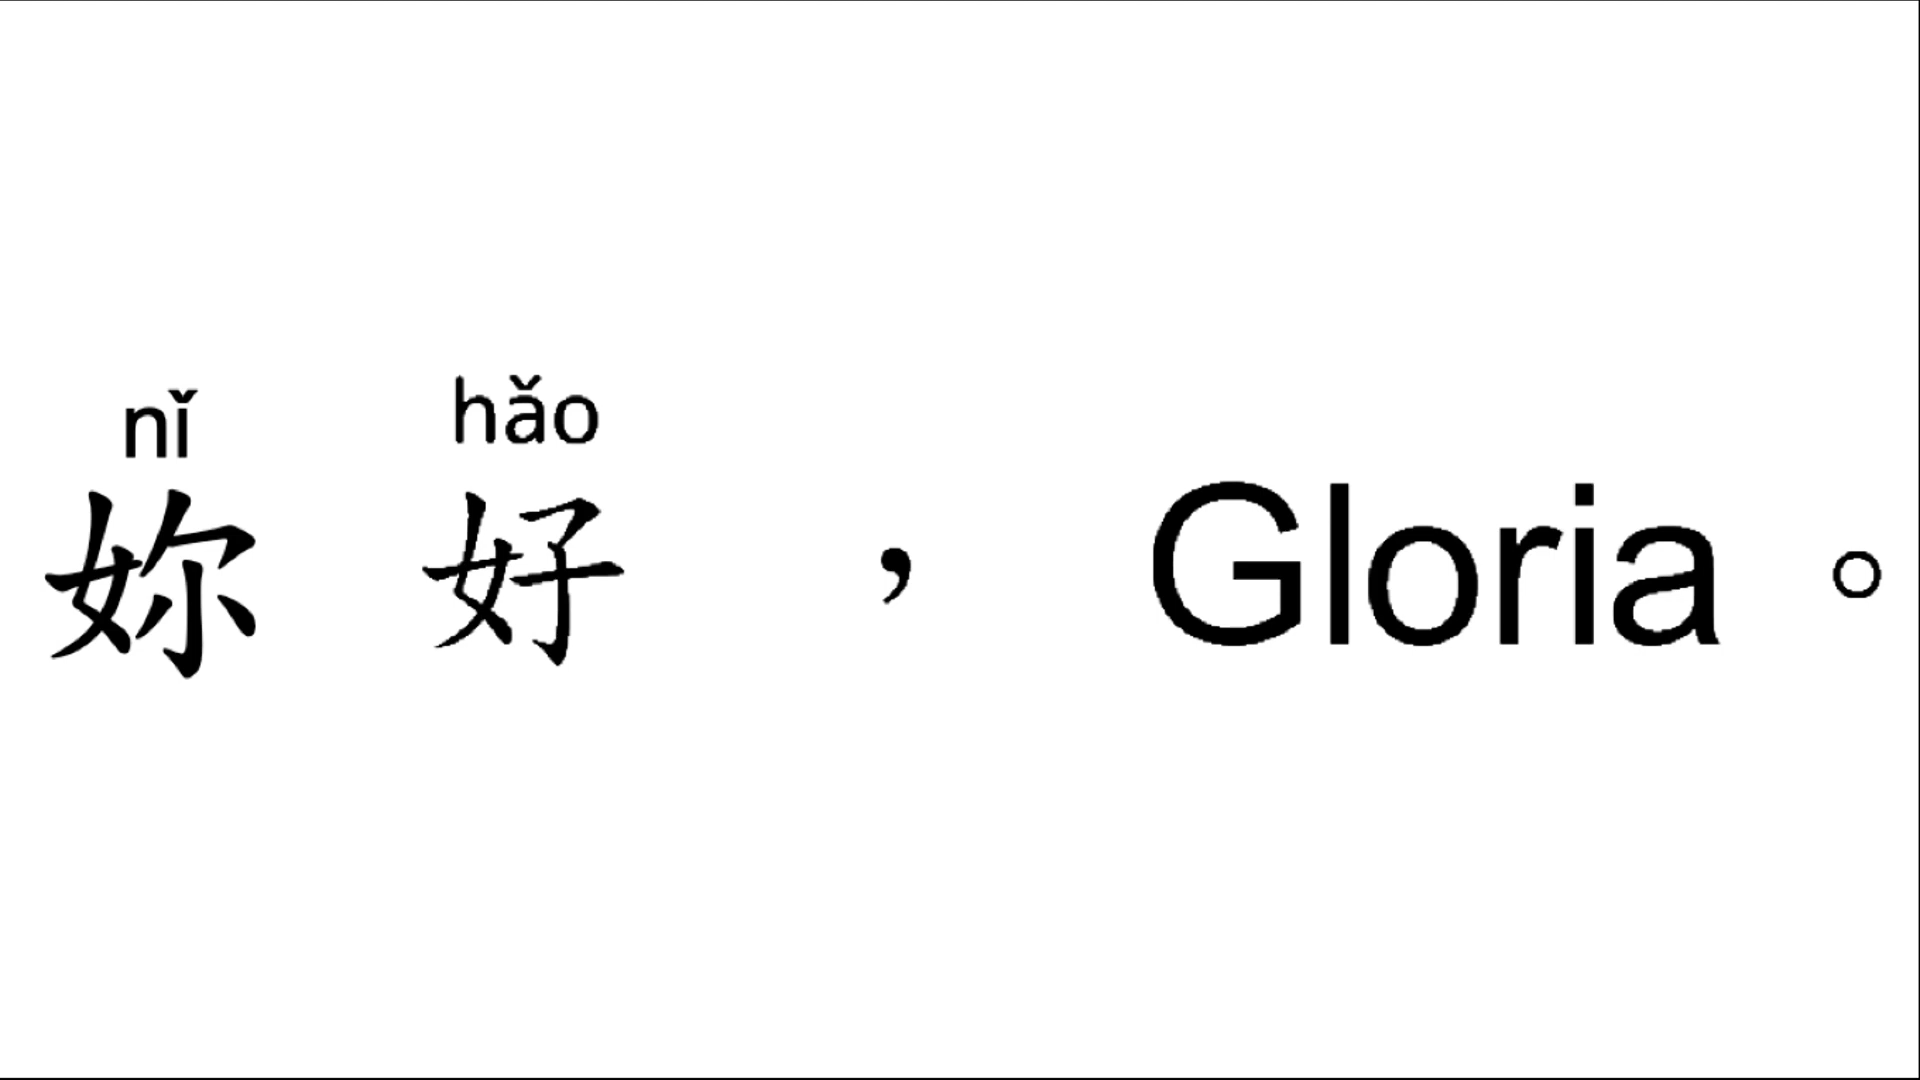 nǐ hǎo
妳 好 , Gloria 。